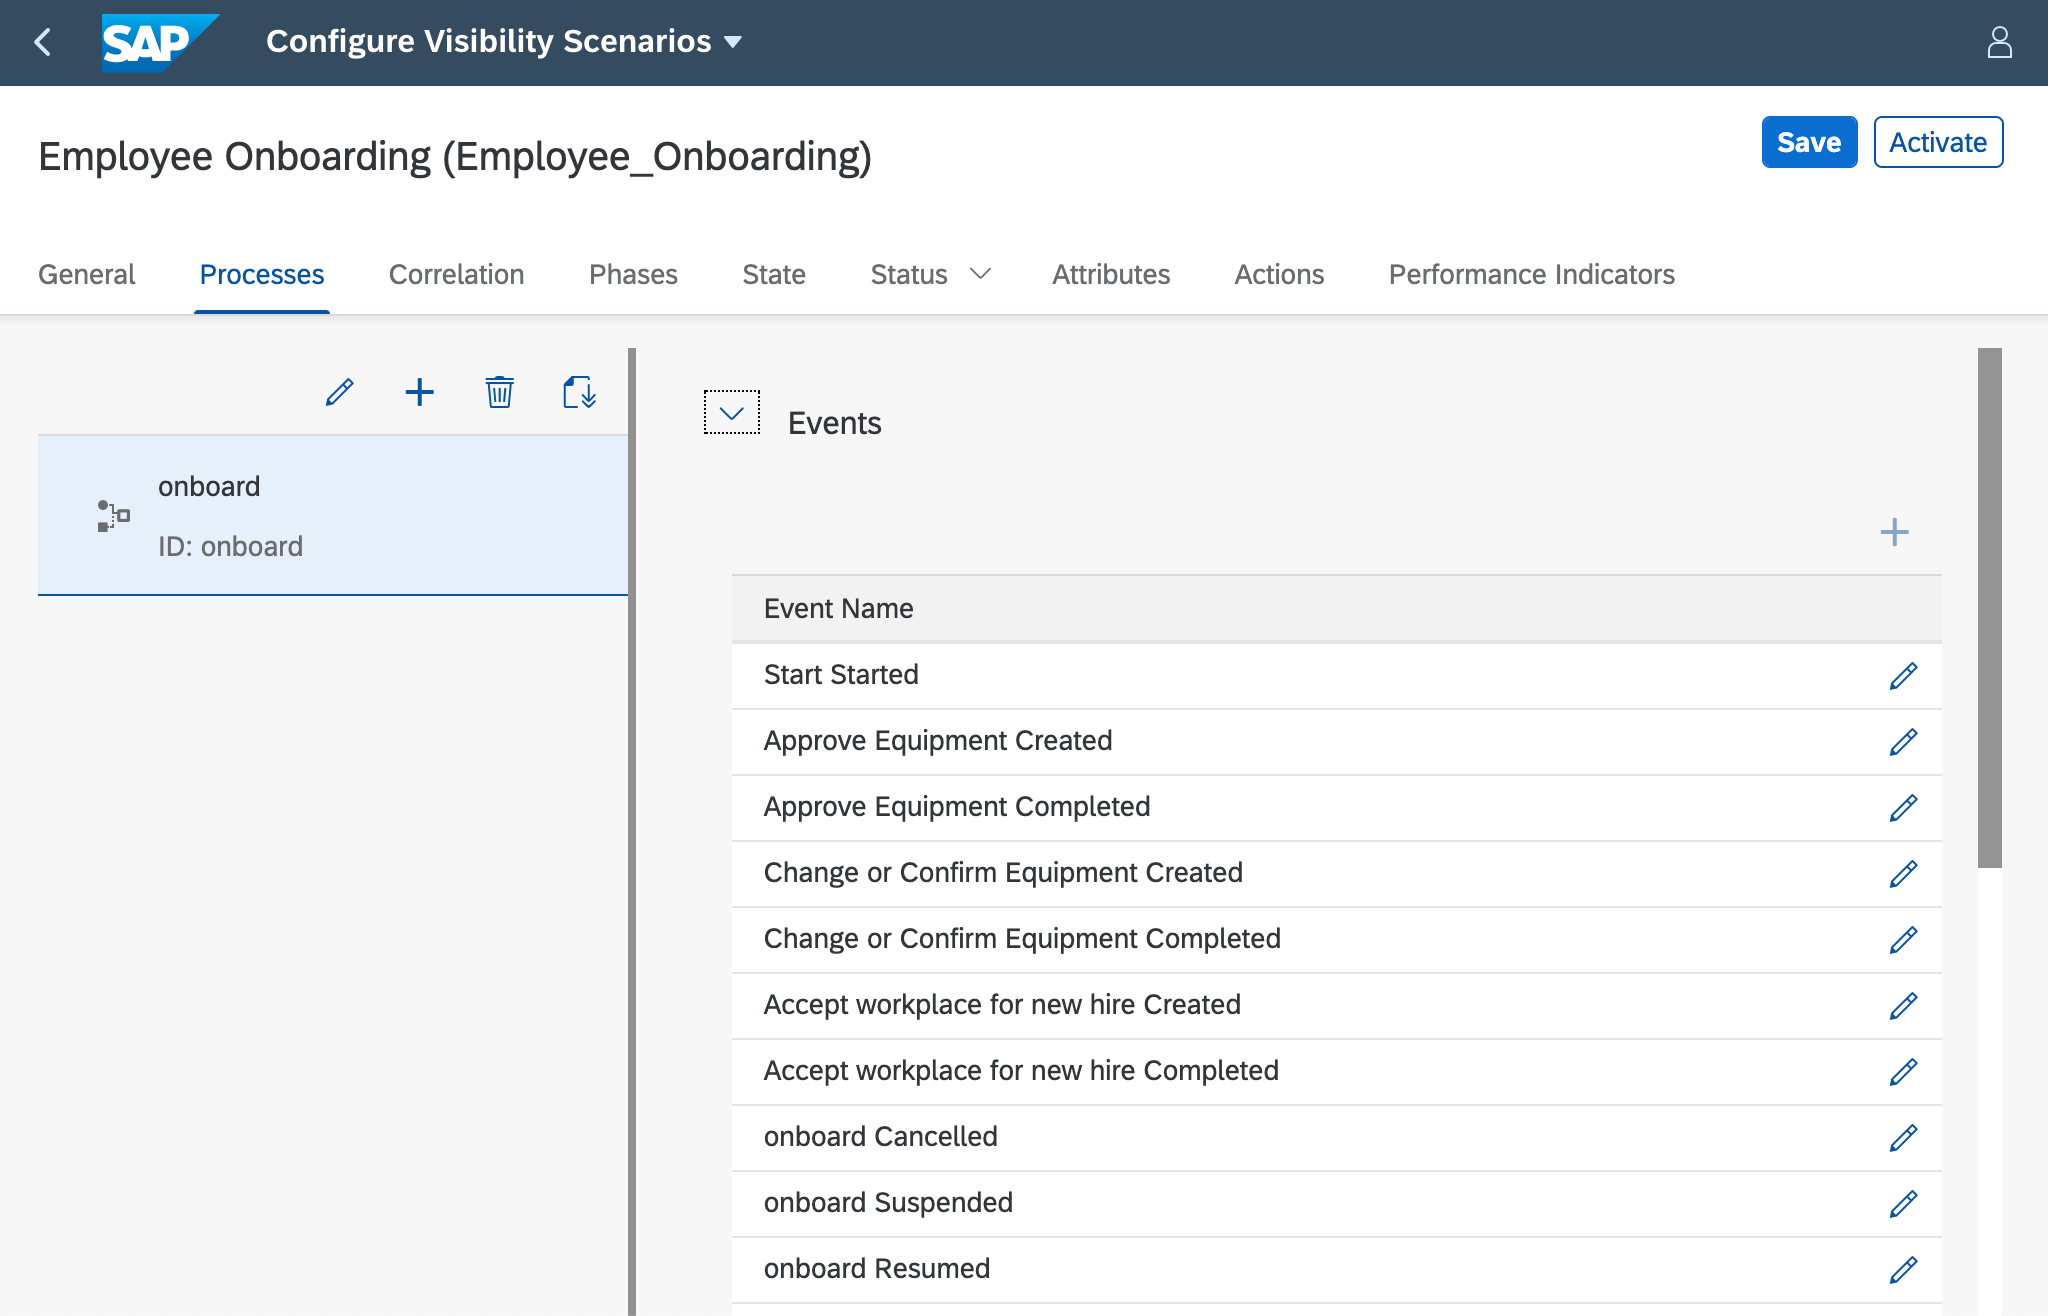 SAP
Configure Visibility Scenarios
Employee Onboarding (Employee_Onboarding)
Save
Activate
General
Processes
Correlation
Phases
State
Status
Attributes
Actions
Performance Indicators
onboard
ID: onboard
Events
Event Name
Start Started
Approve Equipment Created
Approve Equipment Completed
Change or Confirm Equipment Created
Change or Confirm Equipment Completed
Accept workplace for new hire Created
Accept workplace for new hire Completed
onboard Cancelled
onboard Suspended
onboard Resumed